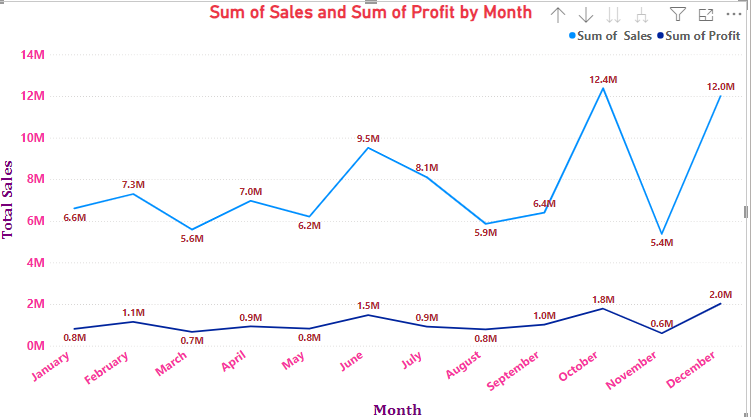 Sum of Sales and Sum of Profit by Month
Sum of Sales Sum of Profit
14M
12M
10M
8M
6M
4M
2M
0M
Total Sales
6.6M
7.3M
5.6M
7.0M
6.2M
9.5M
8.1M
5.9M
6.4M
12.4M
5.4M
12.0M
0.8M
1.1M
0.7M
0.9M
0.8M
1.5M
0.9M
0.8M
1.0M
1.8M
0.6M
2.0M
January
February
March
April
May
June
July
August
September
October
November
December
Month